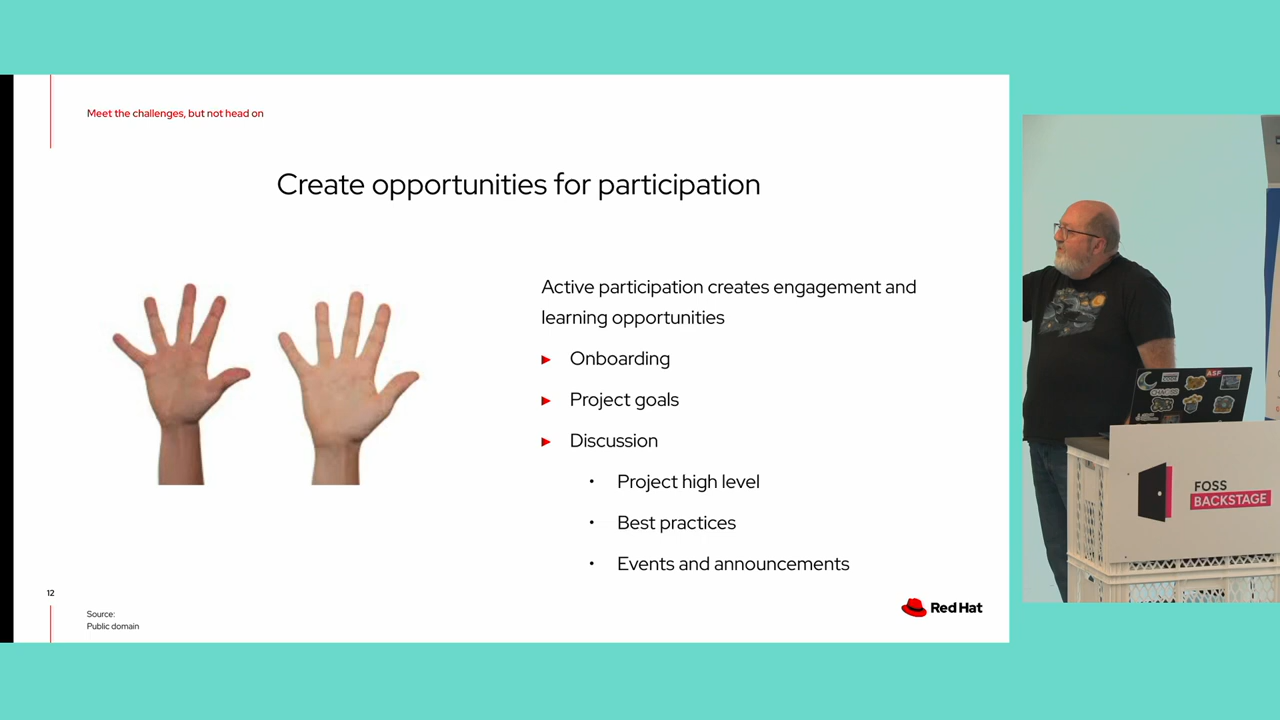 Meet the challenges, but not head on
Create opportunities for participation
Active participation creates engagement and
learning opportunities
► Onboarding
► Project goals
► Discussion
• Project high level
• Best practices
• Events and announcements
12
Source:
Public domain
Red Hat
ASF
FOSS
BACKSTAGE